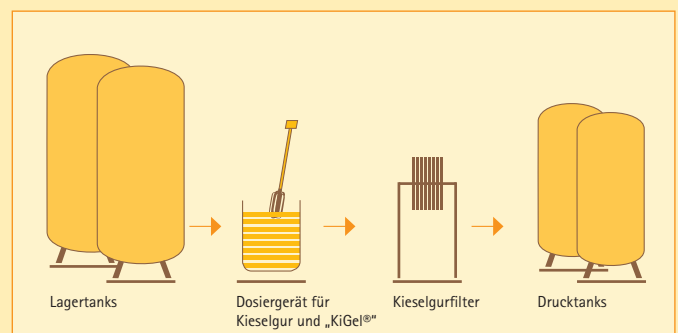 Lagertanks
Dosiergerät für
Kieselgur und „KiGel®“
Kieselgurfilter
Drucktanks